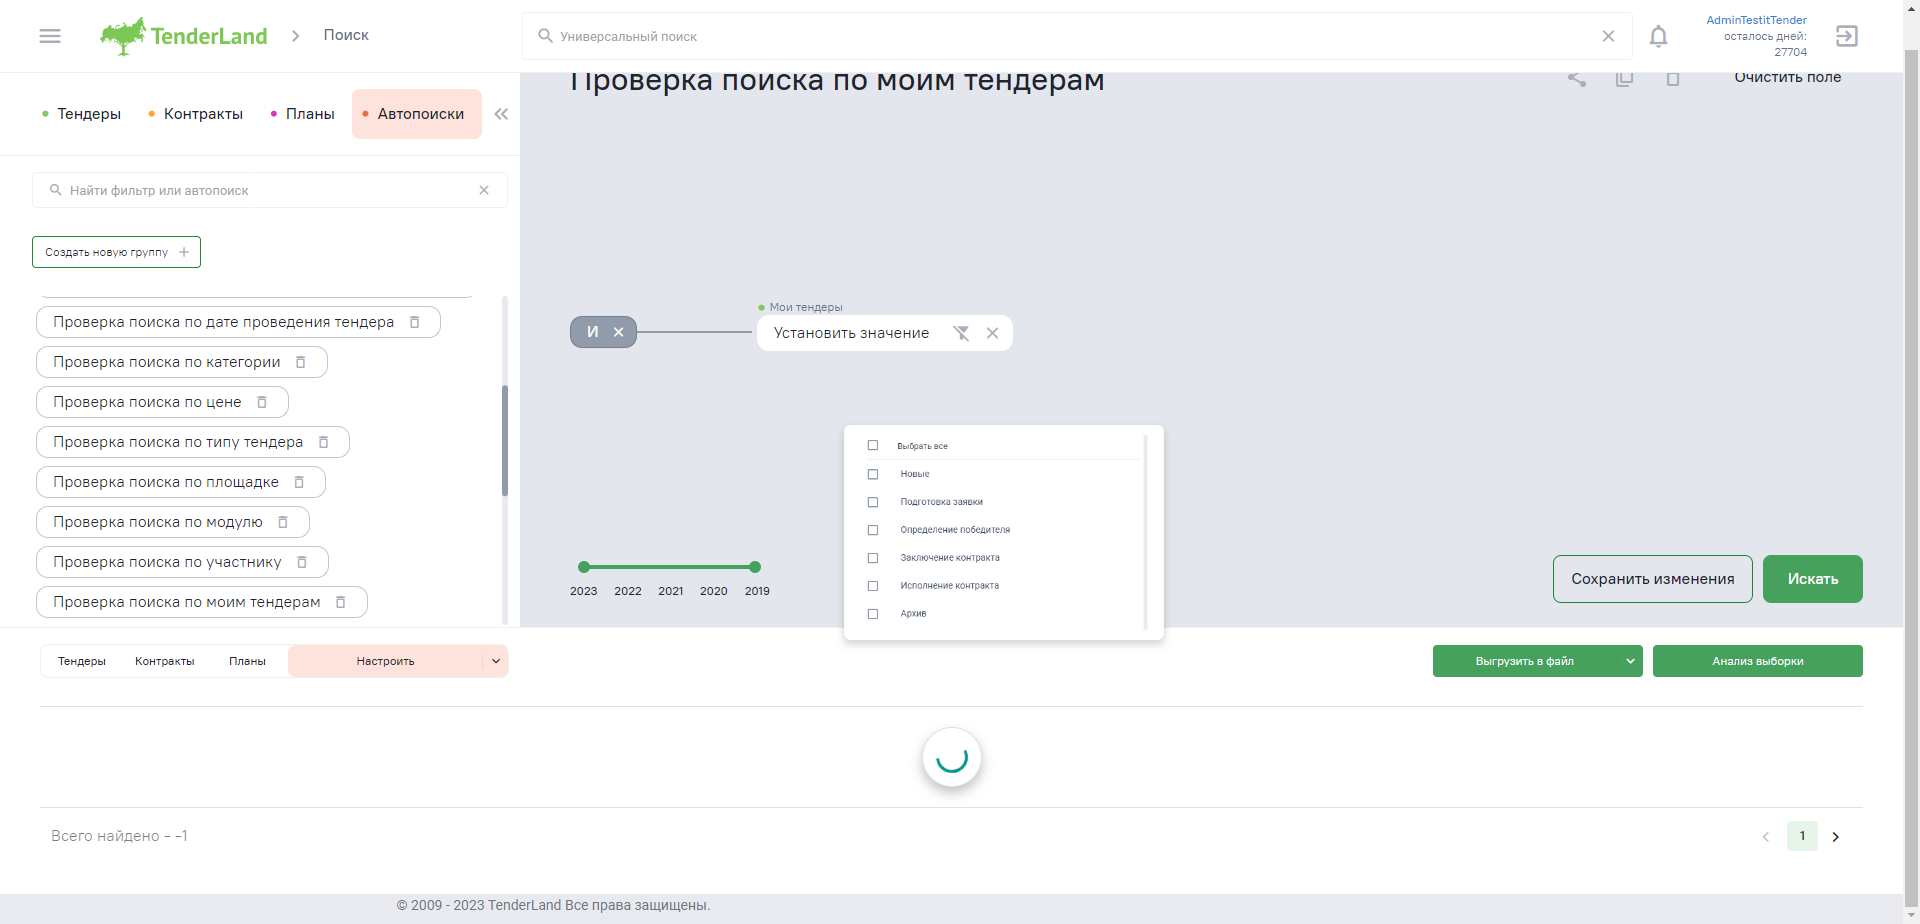 TenderLand
Поиск
Универсальный поиск
AdminTestitTender
осталось дней:
27704
Тендеры
Контракты
Планы
Автопоиски
Проверка поиска по моим тендерам
Очистить поле
Найти фильтр или автопоиск
Создать новую группу
Проверка поиска по дате проведения тендера
Проверка поиска по категории
Проверка поиска по цене
Проверка поиска по типу тендера
Проверка поиска по площадке
Проверка поиска по модулю
Проверка поиска по участнику
Проверка поиска по моим тендерам
Мои тендеры
И
Установить значение
Выбрать все
Новые
Подготовка заявки
Определение победителя
Заключение контракта
Исполнение контракта
Архив
2023 2022 2021 2020 2019
Сохранить изменения
Искать
Тендеры
Контракты
Планы
Настроить
Выгрузить в файл
Анализ выборки
Всего найдено - -1
1
© 2009 - 2023 TenderLand Все права защищены.